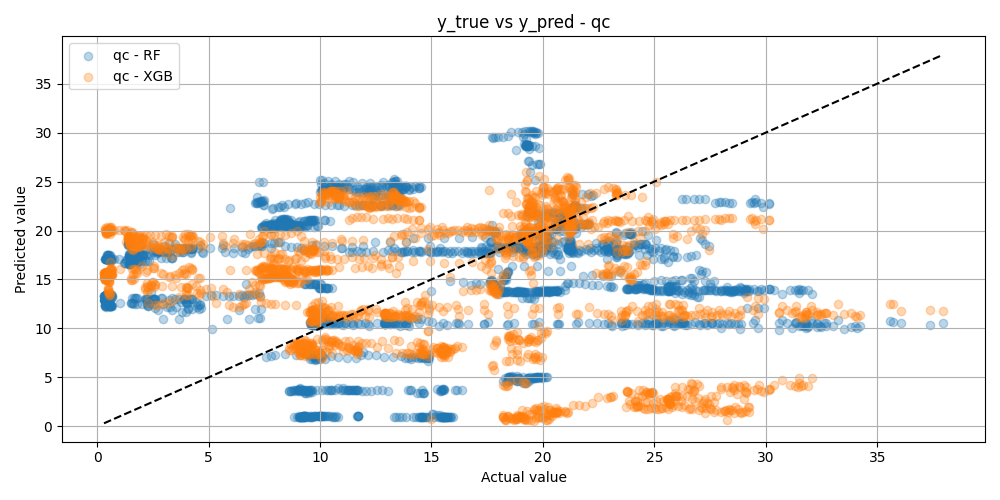 y_true vs y_pred - qc
qc - RF
qc - XGB
35
30
25
20
15
10
5
0
Predicted value
0 5 10 15 20 25 30 35
Actual value